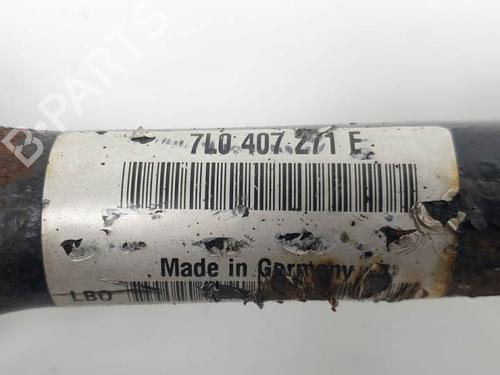 B-PARTS
7L0 407 271 E
Made in Germany
LBO